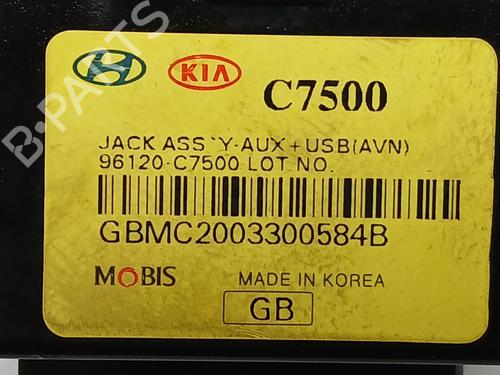 KIA
C7500
JACK ASS`Y-AUX+USB(AVN)
96120-C7500 LOT NO.
GBMC2003300584B
MOBIS
MADE IN KOREA
GB
B-PARTS